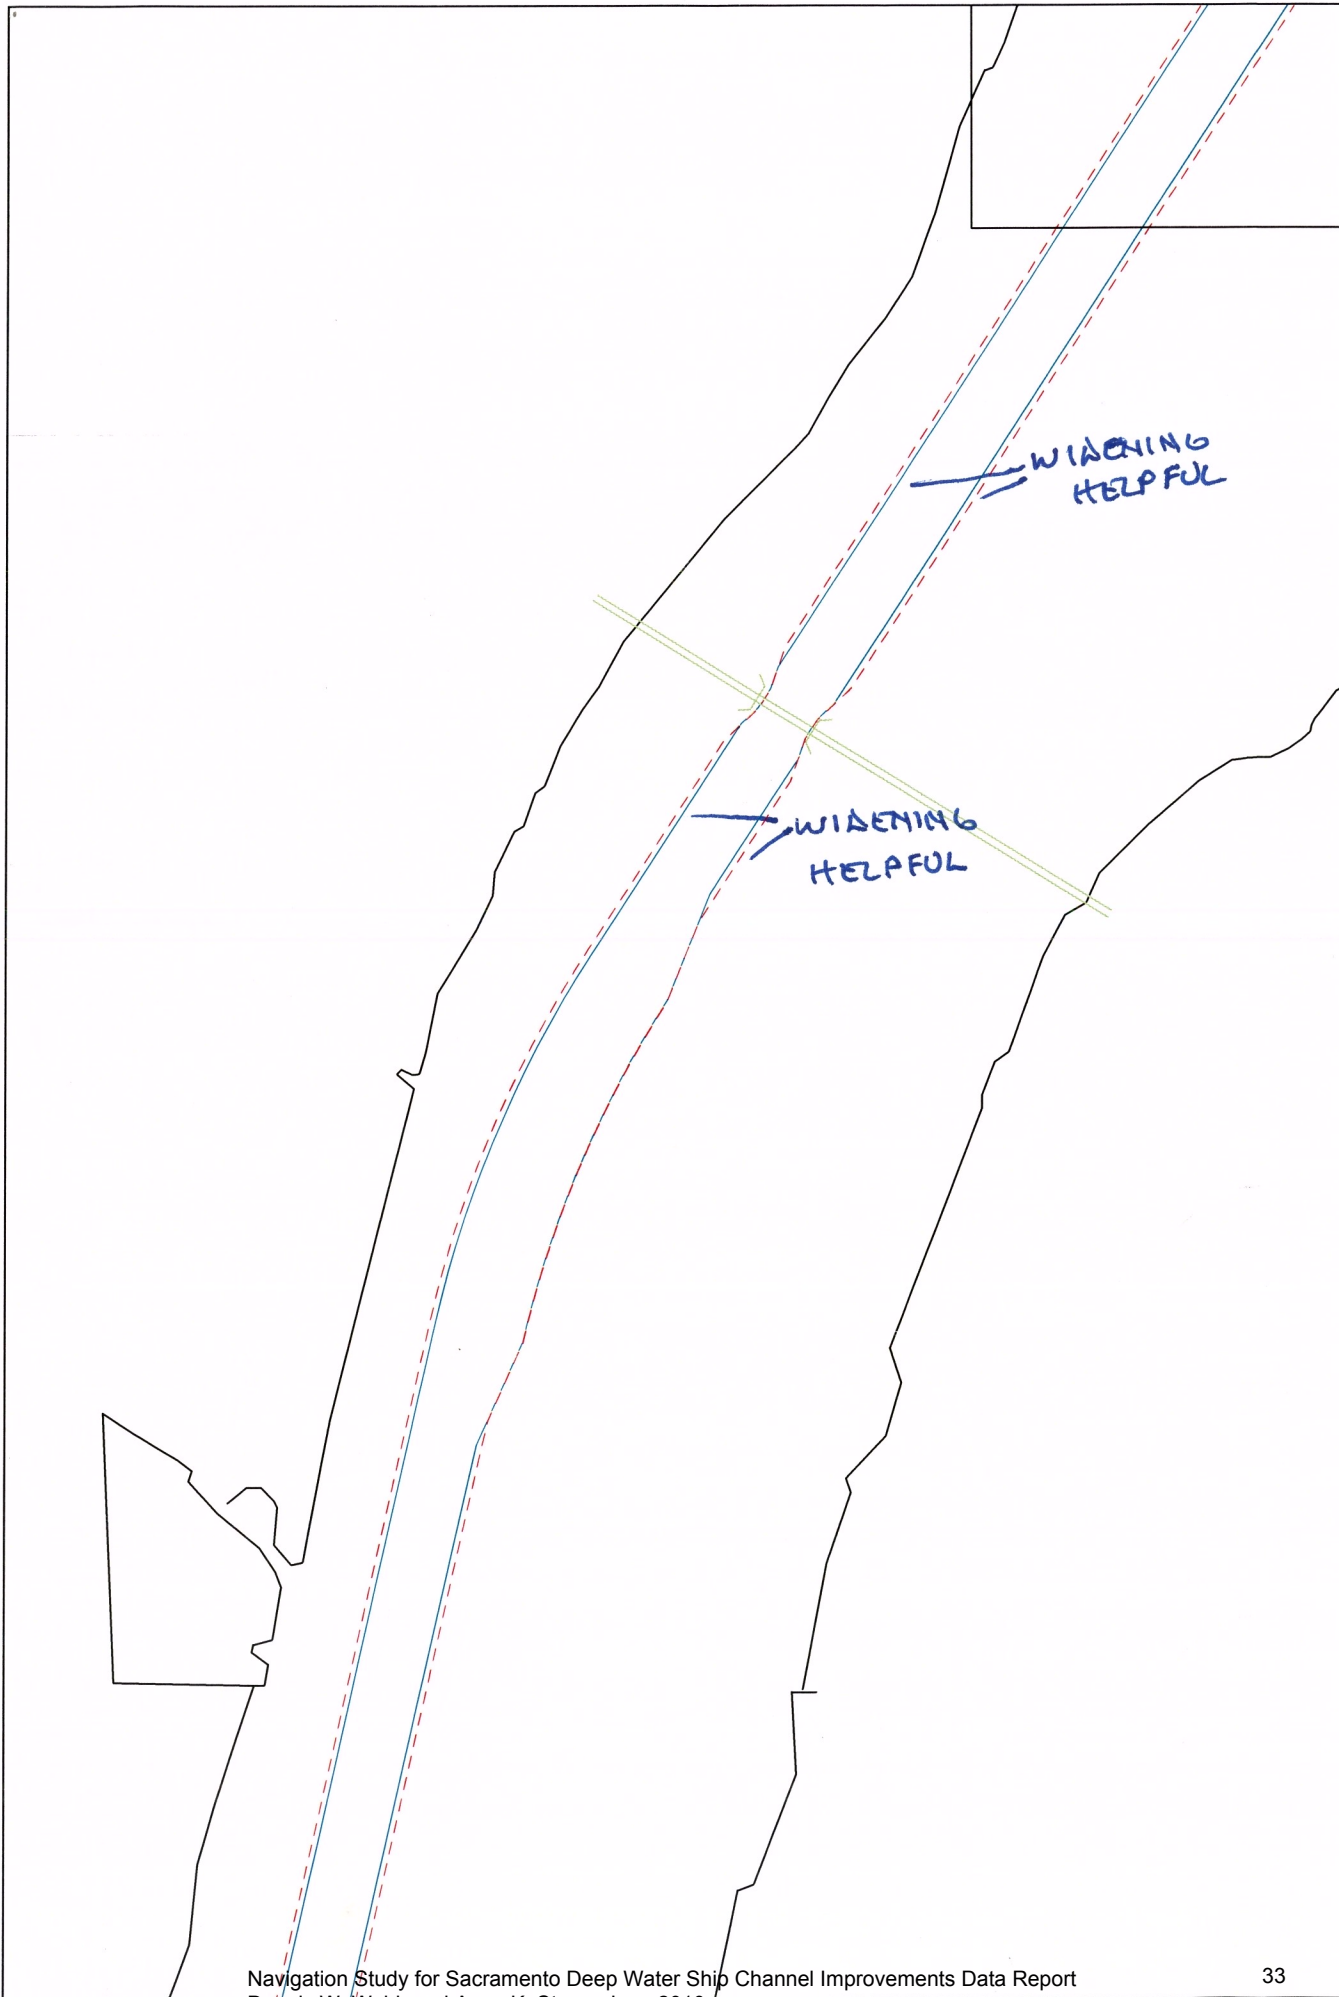 WIDENING
HELPFUL
WIDENING
HELPFUL
Navigation Study for Sacramento Deep Water Ship Channel Improvements Data Report
33